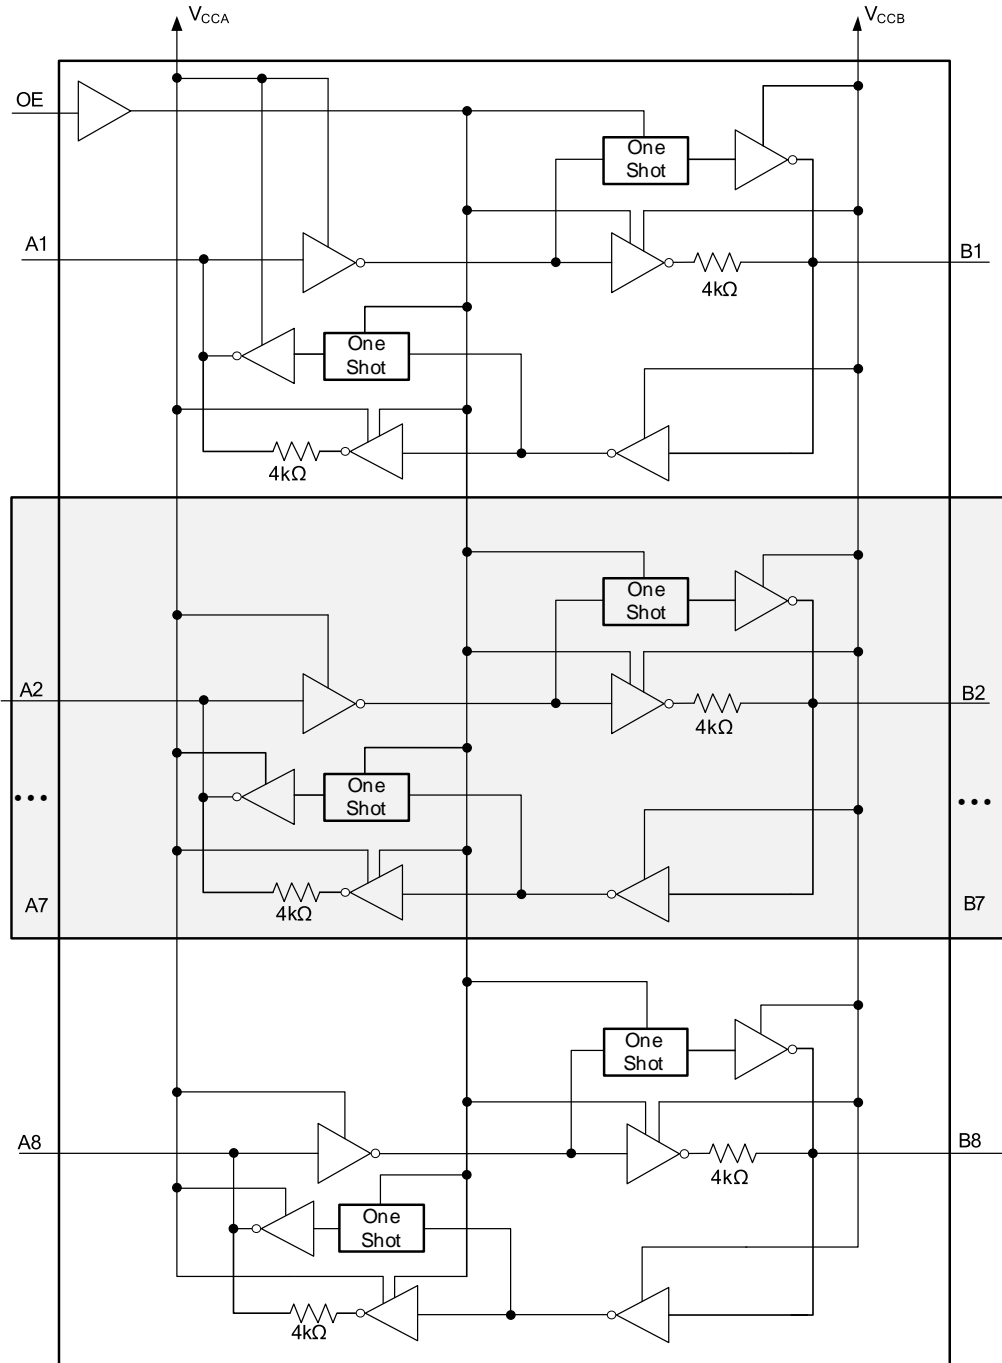 VCCA
VCCB
OE
One
Shot
A1
B1
4kΩ
One
Shot
4kΩ
One
Shot
A2
B2
4kΩ
One
Shot
•••
•••
4kΩ
A7
B7
One
Shot
A8
B8
4kΩ
One
Shot
4kΩ